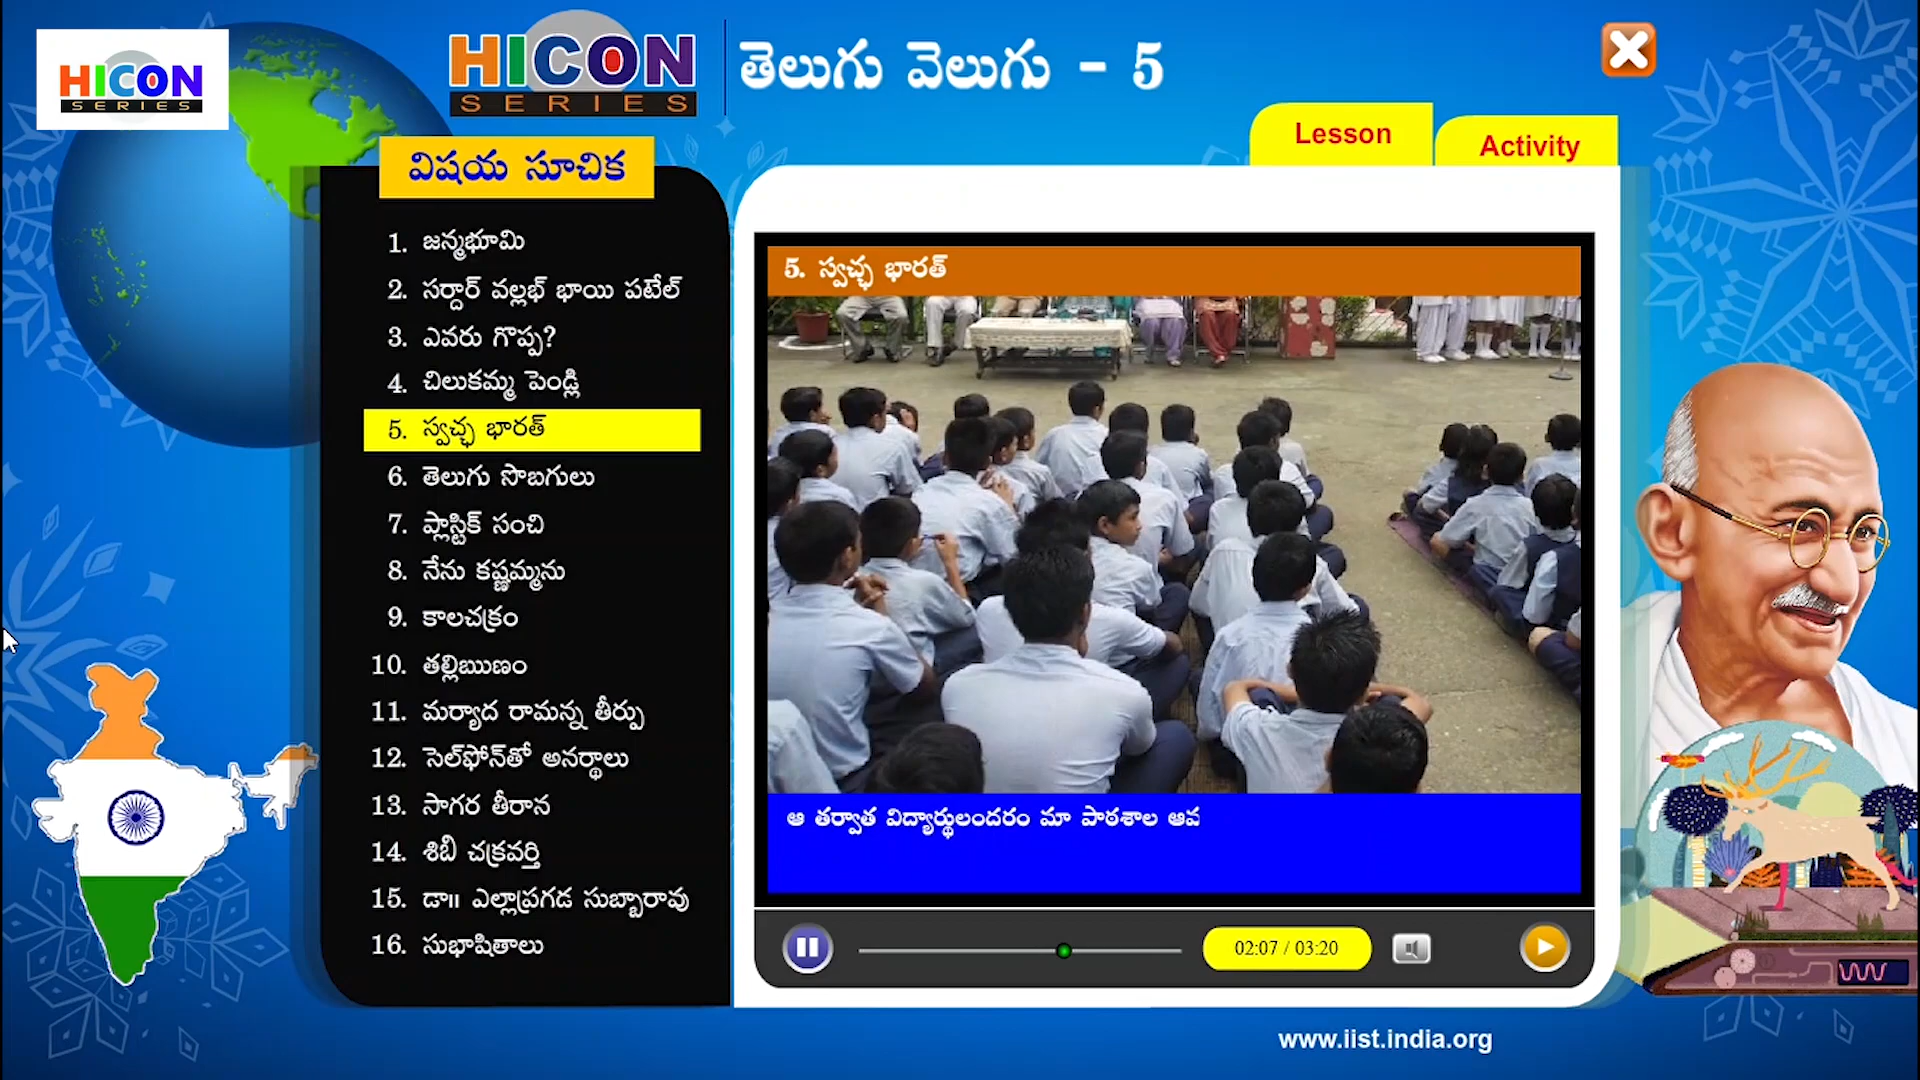 HICON
SERIES
HICON
SERIES
తెలుగు వెలుగు - 5
Lesson
Activity
విషయ సూచిక
1. జన్మభూమి
2. సర్దార్ వల్లభ్ భాయి పటేల్
3. ఎవరు గొప్ప?
4. చిలుకమ్మ పెండ్లి
5. స్వచ్ఛ భారత్
6. తెలుగు సొబగులు
7. ప్లాస్టిక్ సంచి
8. నేను కష్ణమ్మను
9. కాలచక్రం
10. తల్లిఋణం
11. మర్యాద రామన్న తీర్పు
12. సెల్‌ఫోన్‌తో అనర్థాలు
13. సాగర తీరాన
14. శిబీ చక్రవర్తి
15. డా॥ ఎల్లాప్రగడ సుబ్బారావు
16. సుభాషితాలు
5. స్వచ్ఛ భారత్
ఆ తర్వాత విద్యార్థులందరం మా పాఠశాల ఆవ
02:07 / 03:20
www.iist.india.org